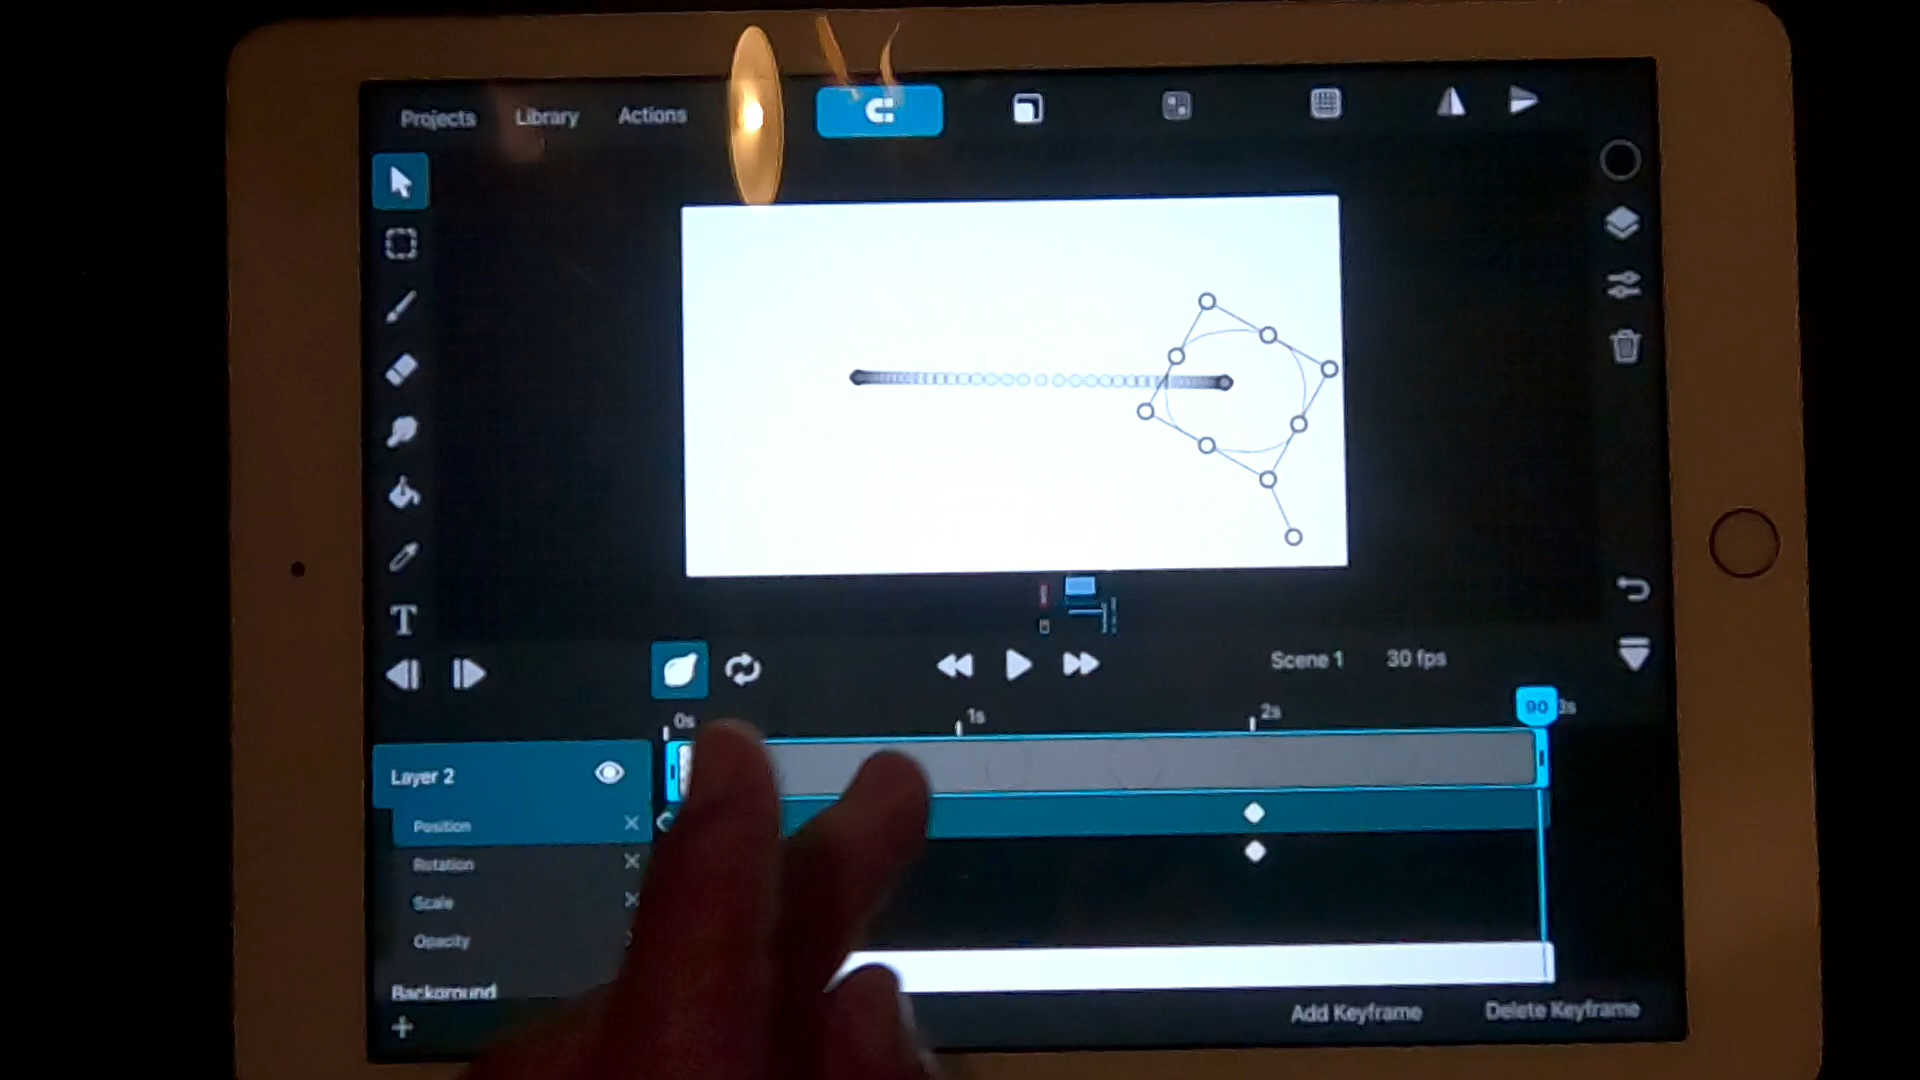 Projects Library Actions
T
Scene 1 30 fps
0s 1s 2s 90 3s
Layer 2
Position
Rotation
Scale
Opacity
Background
Add Keyframe Delete Keyframe